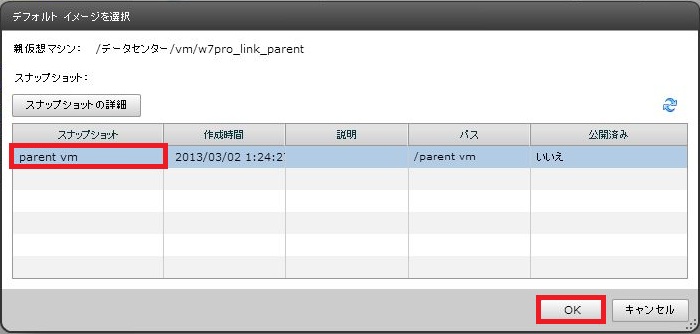 デフォルト イメージを選択
親仮想マシン: /データセンター/vm/w7pro_link_parent
スナップショット:
スナップショットの詳細
スナップショット 作成時間 説明 パス 公開済み
parent vm 2013/03/02 1:24:27 /parent vm いいえ
OK キャンセル